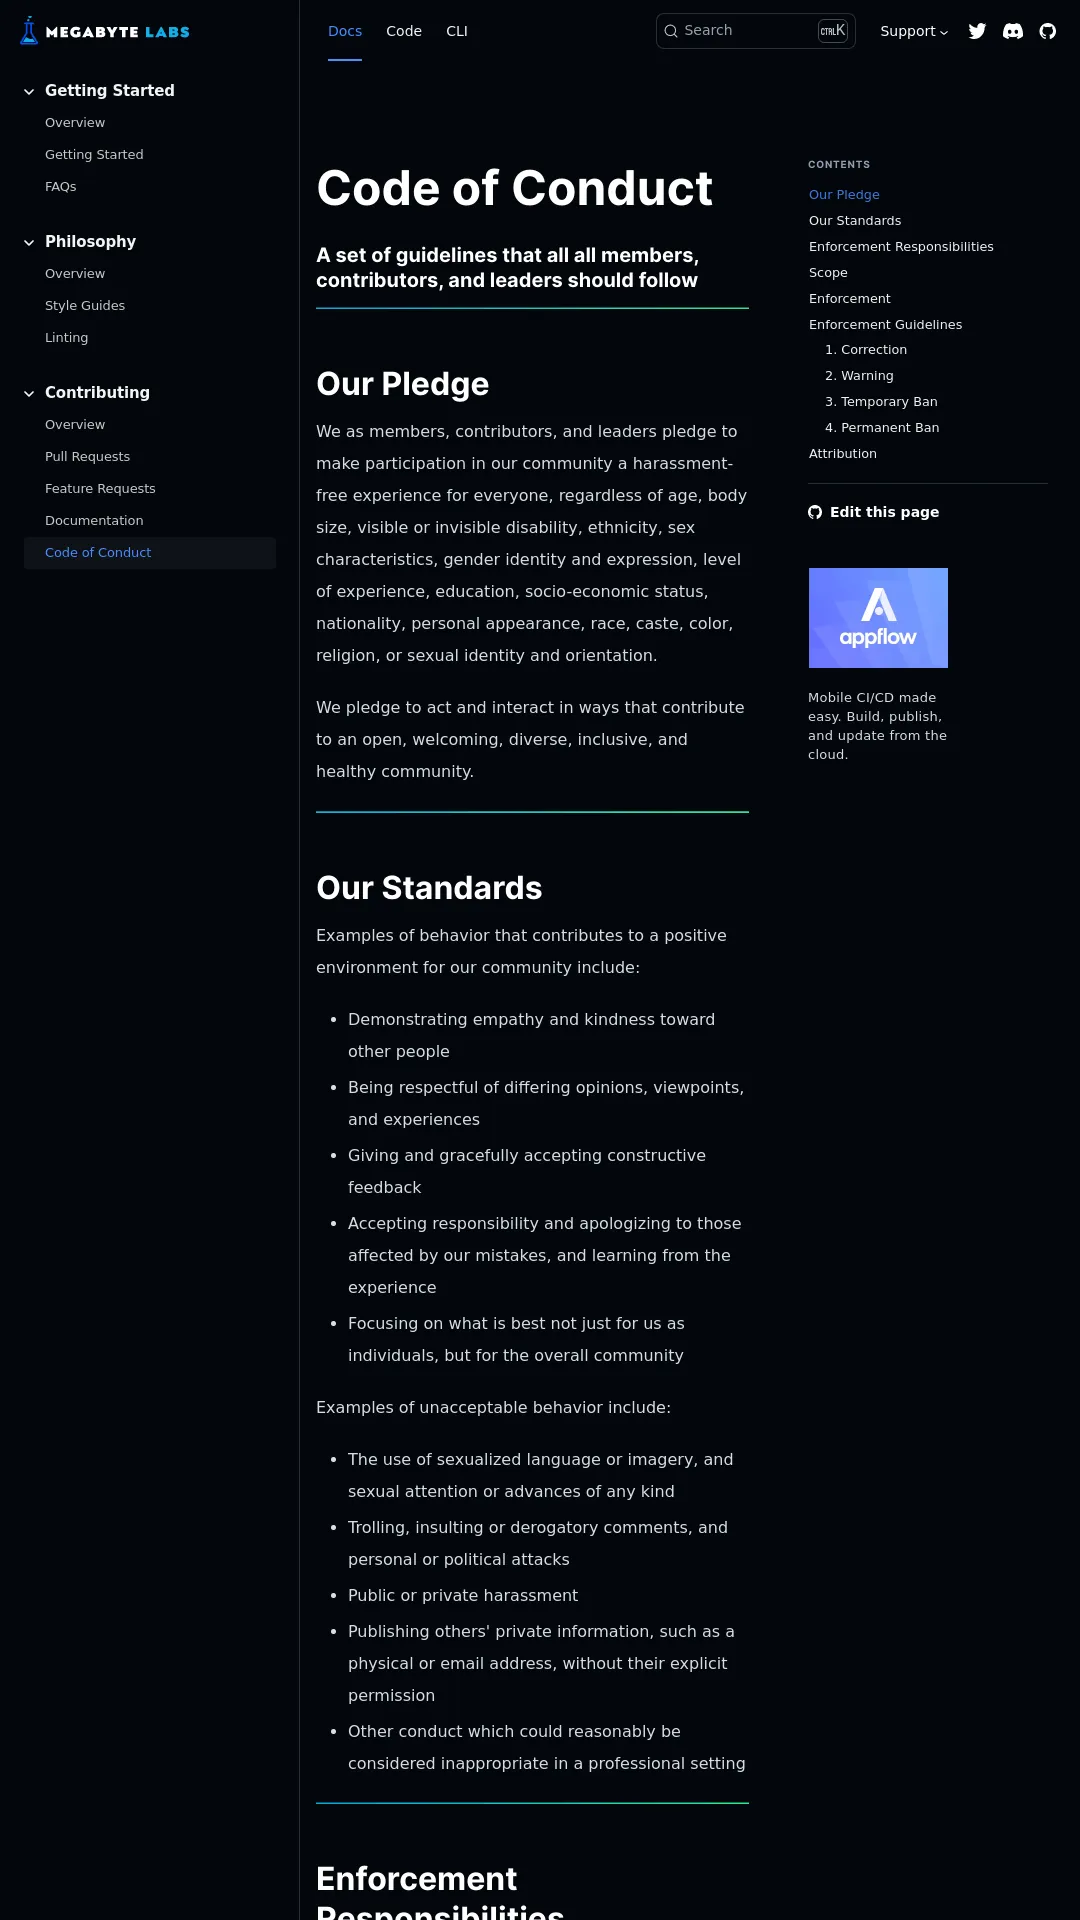 MEGABYTE LABS
Docs
Code
CLI
Search
CTRL K
Support
Getting Started
Overview
Getting Started
FAQs
Philosophy
Overview
Style Guides
Linting
Contributing
Overview
Pull Requests
Feature Requests
Documentation
Code of Conduct
Code of Conduct
A set of guidelines that all all members,
contributors, and leaders should follow
Our Pledge
We as members, contributors, and leaders pledge to
make participation in our community a harassment-
free experience for everyone, regardless of age, body
size, visible or invisible disability, ethnicity, sex
characteristics, gender identity and expression, level
of experience, education, socio-economic status,
nationality, personal appearance, race, caste, color,
religion, or sexual identity and orientation.
We pledge to act and interact in ways that contribute
to an open, welcoming, diverse, inclusive, and
healthy community.
Our Standards
Examples of behavior that contributes to a positive
environment for our community include:
• Demonstrating empathy and kindness toward
other people
• Being respectful of differing opinions, viewpoints,
and experiences
• Giving and gracefully accepting constructive
feedback
• Accepting responsibility and apologizing to those
affected by our mistakes, and learning from the
experience
• Focusing on what is best not just for us as
individuals, but for the overall community
Examples of unacceptable behavior include:
• The use of sexualized language or imagery, and
sexual attention or advances of any kind
• Trolling, insulting or derogatory comments, and
personal or political attacks
• Public or private harassment
• Publishing others' private information, such as a
physical or email address, without their explicit
permission
• Other conduct which could reasonably be
considered inappropriate in a professional setting
Enforcement
Responsibilities
CONTENTS
Our Pledge
Our Standards
Enforcement Responsibilities
Scope
Enforcement
Enforcement Guidelines
1. Correction
2. Warning
3. Temporary Ban
4. Permanent Ban
Attribution
Edit this page
appflow
Mobile CI/CD made
easy. Build, publish,
and update from the
cloud.